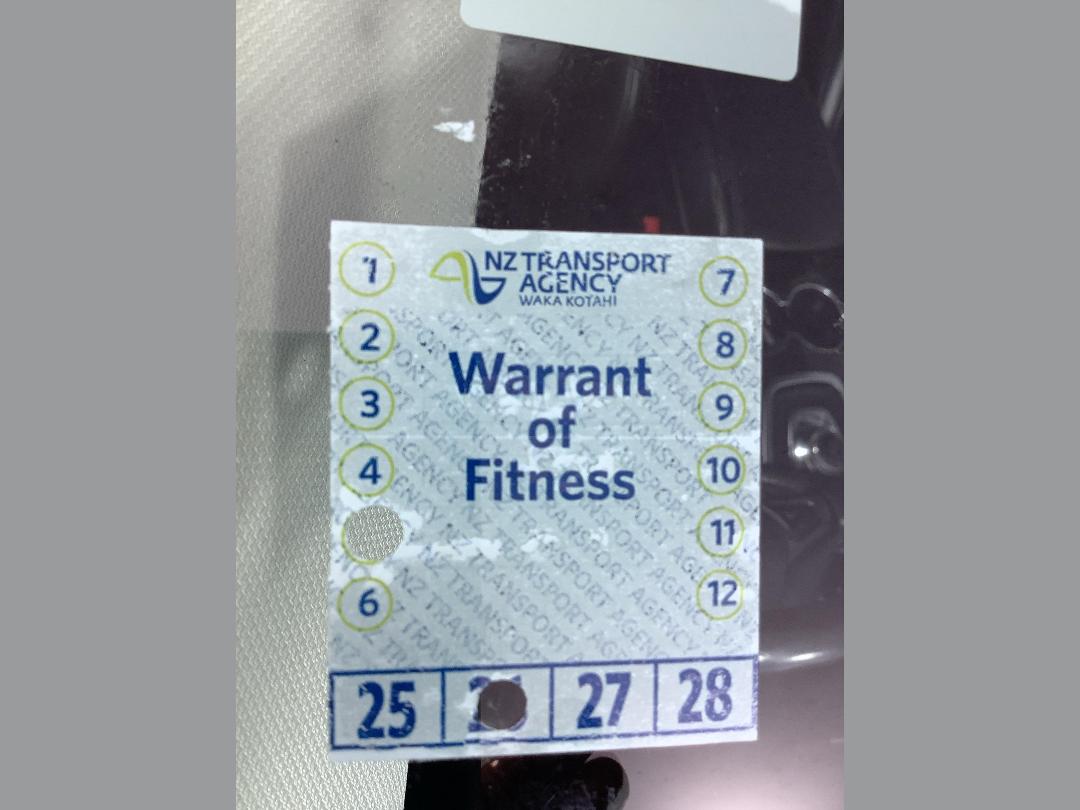 NZ TRANSPORT
AGENCY
WAKA KOTAHI
Warrant
of
Fitness
1
2
3
4
6
7
8
9
10
11
12
25 27 28